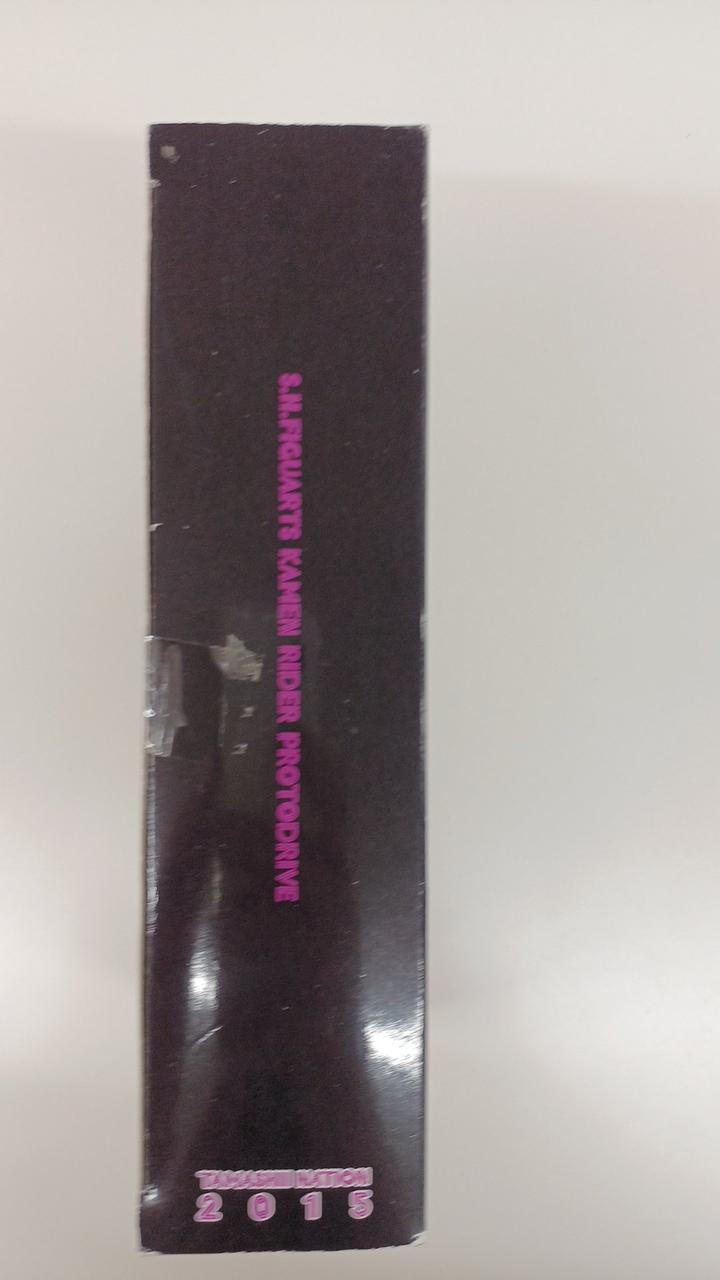 S.H.FIGUARTS KAMEN RIDER PROTODRIVE
TAMASHII NATION
2015